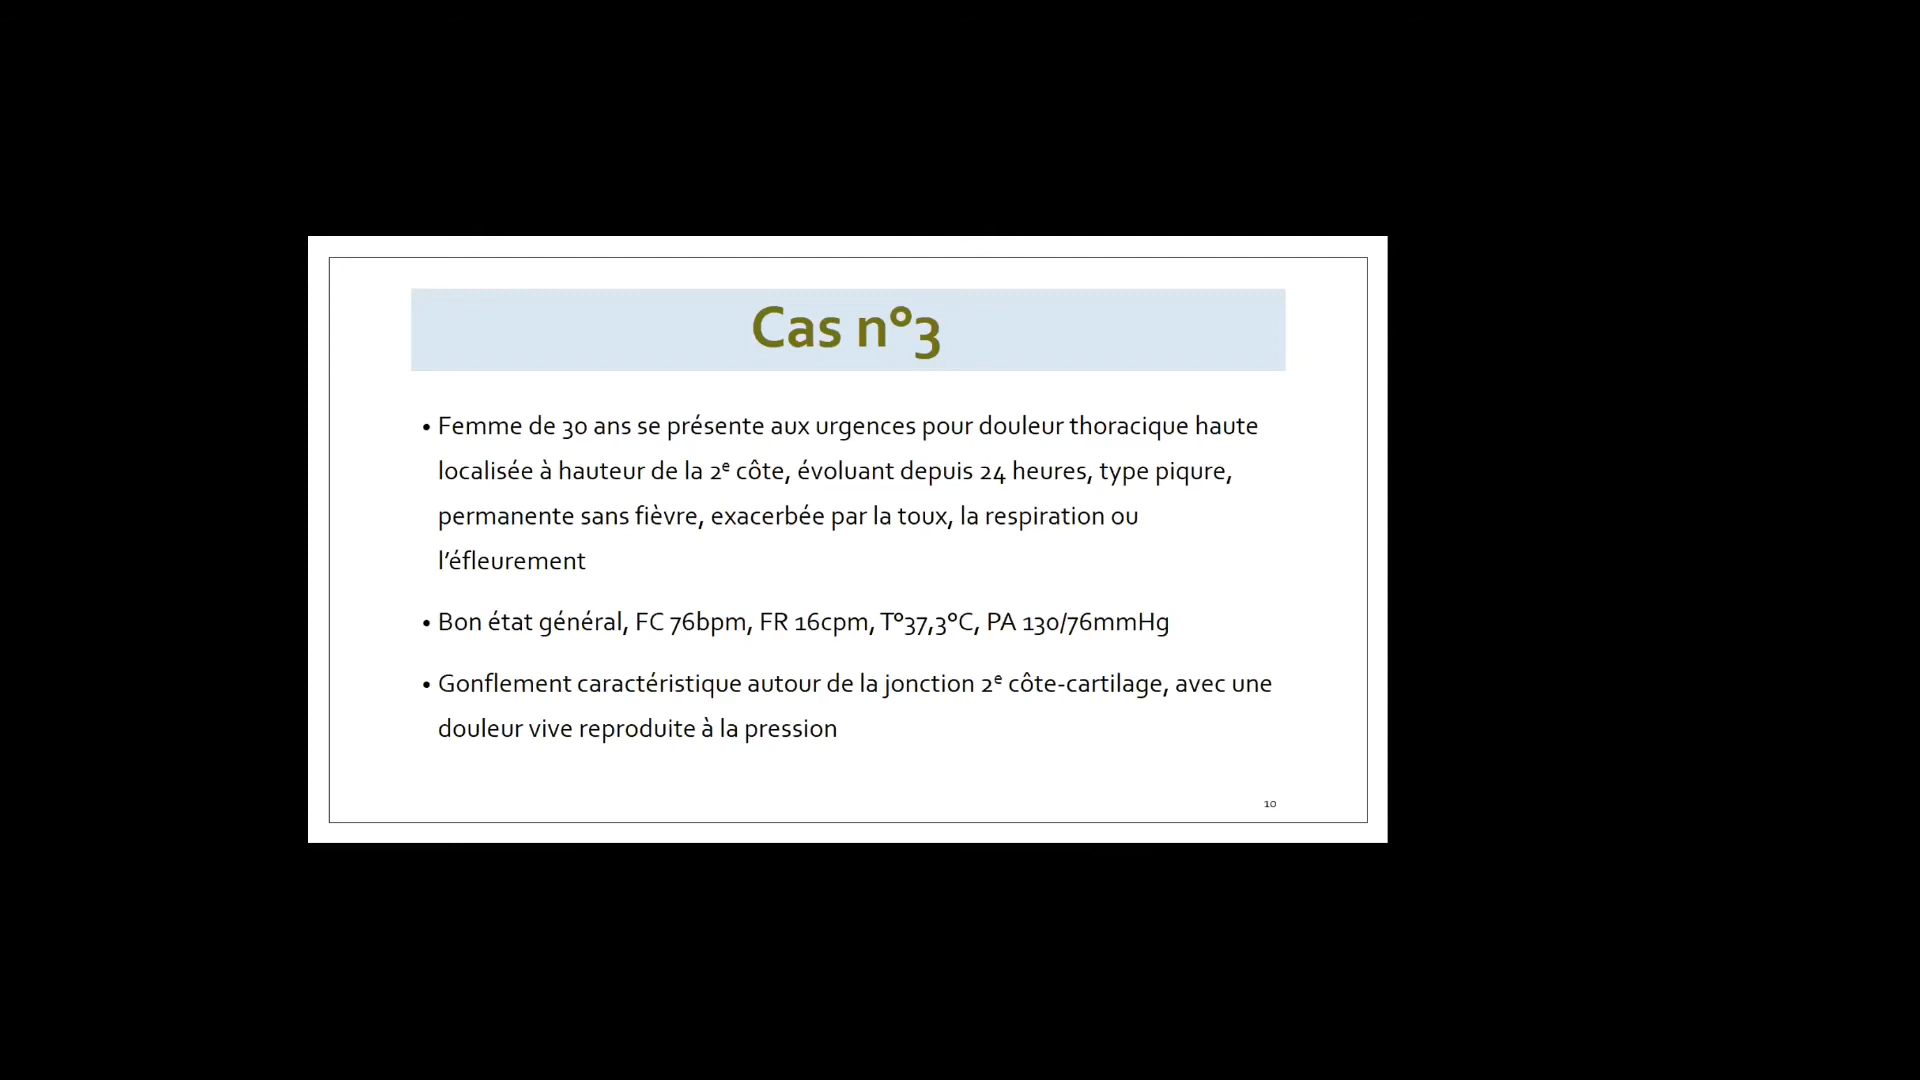 Cas n°3
• Femme de 30 ans se présente aux urgences pour douleur thoracique haute
localisée à hauteur de la 2e côte, évoluant depuis 24 heures, type piqure,
permanente sans fièvre, exacerbée par la toux, la respiration ou
l’éfleurement
• Bon état général, FC 76bpm, FR 16cpm, T°37,3°C, PA 130/76mmHg
• Gonflement caractéristique autour de la jonction 2e côte-cartilage, avec une
douleur vive reproduite à la pression
10